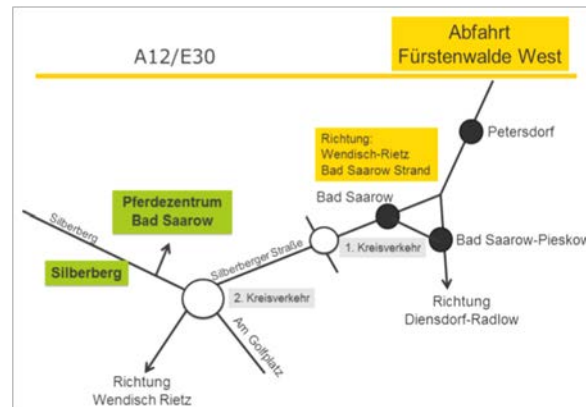 A12/E30
Abfahrt
Fürstenwalde West
Petersdorf
Richtung:
Wendisch-Rietz
Bad Saarow Strand
Bad Saarow
Pferdezentrum
Bad Saarow
Silberberg
Silberberg
Silberberger Straße
1. Kreisverkehr
Bad Saarow-Pieskow
2. Kreisverkehr
Am Golfplatz
Richtung
Diensdorf-Radlow
Richtung
Wendisch Rietz